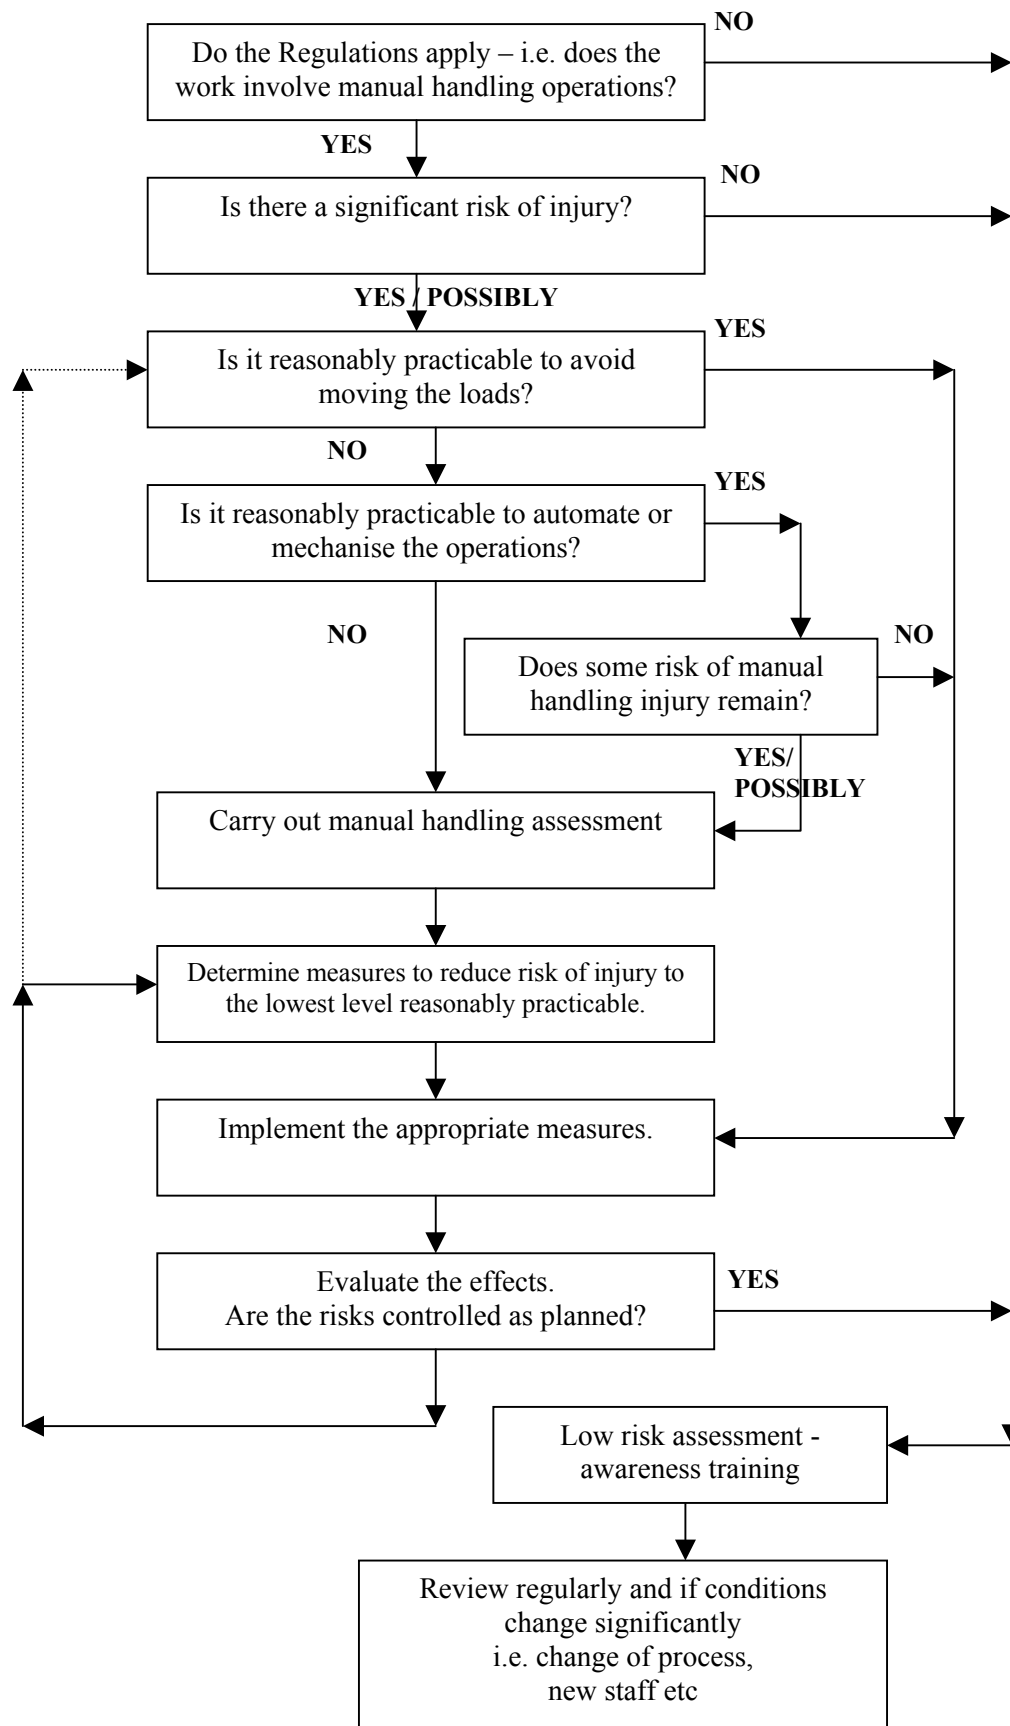 NO
Do the Regulations apply – i.e. does the
work involve manual handling operations?
YES
NO
Is there a significant risk of injury?
YES / POSSIBLY
YES
Is it reasonably practicable to avoid
moving the loads?
NO
YES
Is it reasonably practicable to automate or
mechanise the operations?
NO
NO
Does some risk of manual
handling injury remain?
YES/
POSSIBLY
Carry out manual handling assessment
Determine measures to reduce risk of injury to
the lowest level reasonably practicable.
Implement the appropriate measures.
Evaluate the effects.
Are the risks controlled as planned?
YES
Low risk assessment -
awareness training
Review regularly and if conditions
change significantly
i.e. change of process,
new staff etc